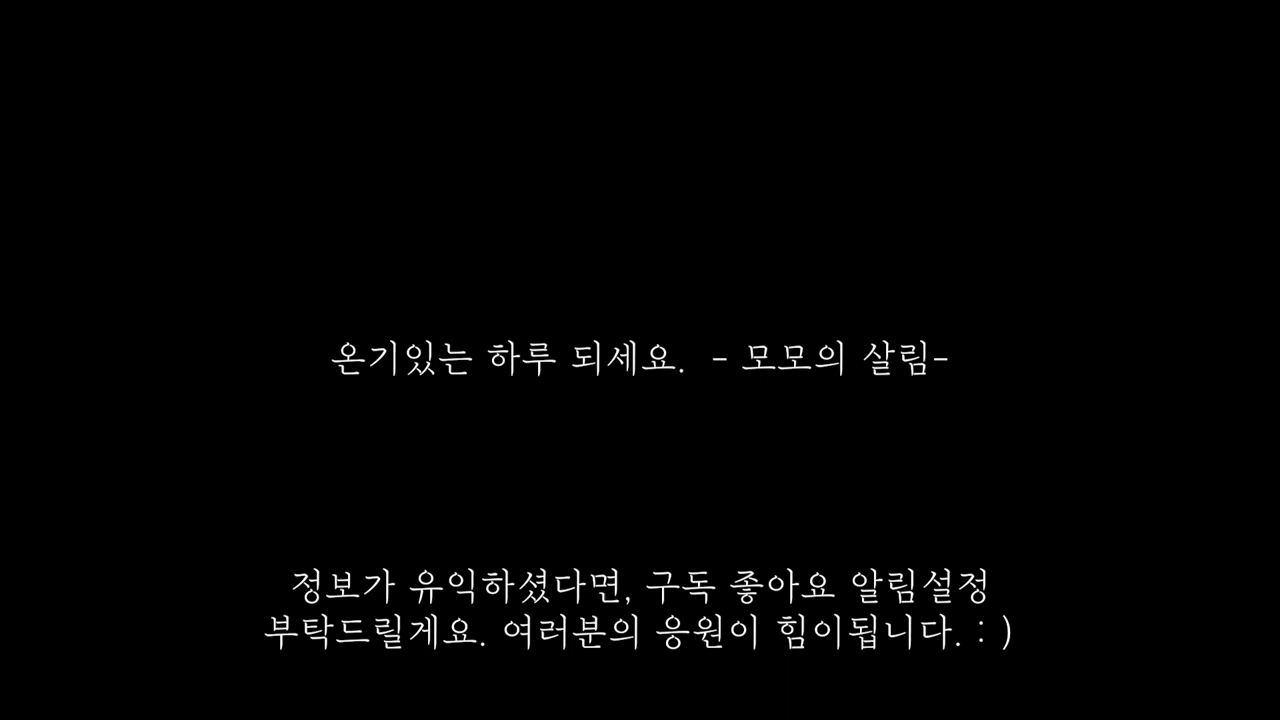 온기있는 하루 되세요.  - 모모의 살림-
정보가 유익하셨다면, 구독 좋아요 알림설정
부탁드릴게요. 여러분의 응원이 힘이됩니다. : )